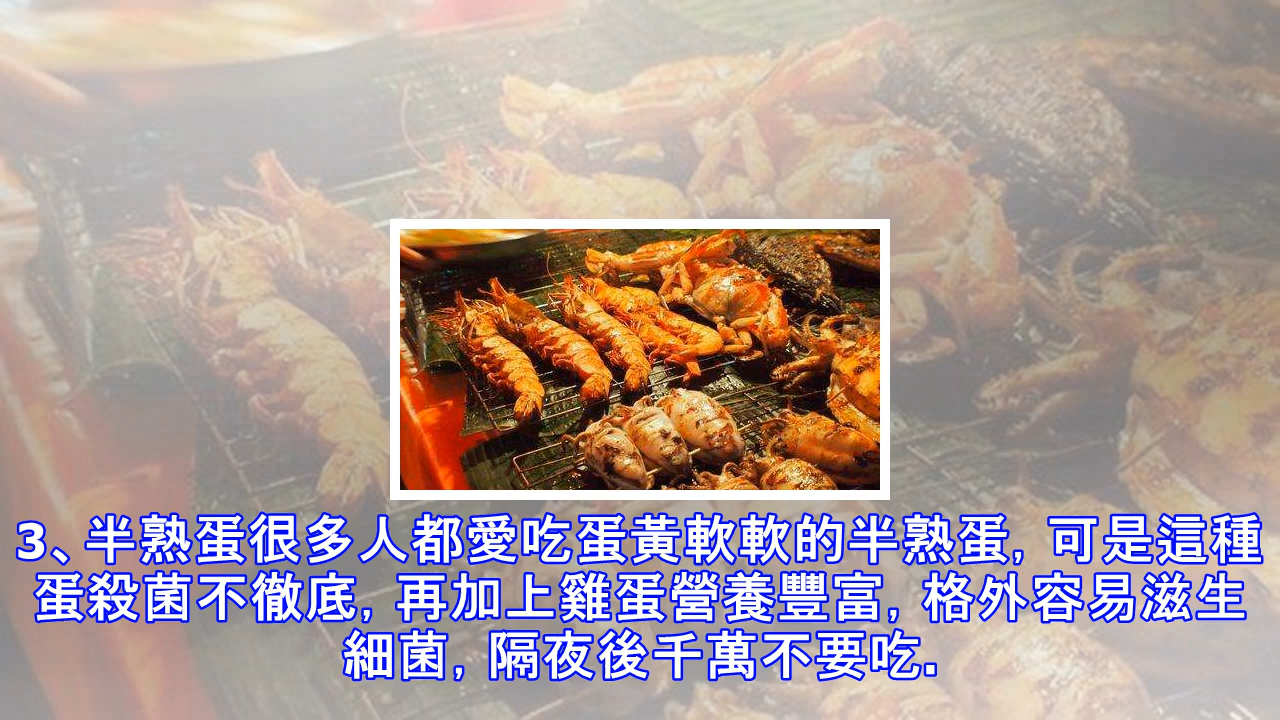 3、半熟蛋很多人都愛吃蛋黃軟軟的半熟蛋, 可是這種
蛋殺菌不徹底, 再加上雞蛋營養豐富, 格外容易滋生
細菌, 隔夜後千萬不要吃.